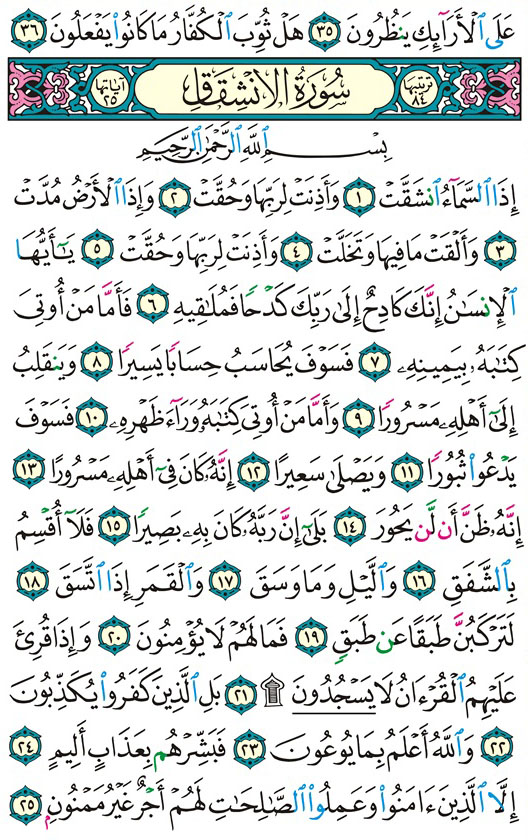 عَلَى ٱلْأَرَآئِكِ يَنظُرُونَ ٣٥ هَلْ ثُوِّبَ ٱلْكُفَّارُ مَا كَانُوا۟ يَفْعَلُونَ ٣٦
ترتيبها ٨٤ سُورَةُ الانْشِقَاقِ آياتها ٢٥
بِسْمِ ٱللَّهِ ٱلرَّحْمَٰنِ ٱلرَّحِيمِ
إِذَا ٱلسَّمَآءُ ٱنشَقَّتْ ١ وَأَذِنَتْ لِرَبِّهَا وَحُقَّتْ ٢ وَإِذَا ٱلْأَرْضُ مُدَّتْ
٣ وَأَلْقَتْ مَا فِيهَا وَتَخَلَّتْ ٤ وَأَذِنَتْ لِرَبِّهَا وَحُقَّتْ ٥ يَٰٓأَيُّهَا
ٱلْإِنسَٰنُ إِنَّكَ كَادِحٌ إِلَىٰ رَبِّكَ كَدْحًا فَمُلَٰقِيهِ ٦ فَأَمَّا مَنْ أُوتِىَ
كِتَٰبَهُۥ بِيَمِينِهِۦ ٧ فَسَوْفَ يُحَاسَبُ حِسَابًا يَسِيرًا ٨ وَيَنقَلِبُ
إِلَىٰٓ أَهْلِهِۦ مَسْرُورًا ٩ وَأَمَّا مَنْ أُوتِىَ كِتَٰبَهُۥ وَرَآءَ ظَهْرِهِۦ ١٠ فَسَوْفَ
يَدْعُوا۟ ثُبُورًا ١١ وَيَصْلَىٰ سَعِيرًا ١٢ إِنَّهُۥ كَانَ فِىٓ أَهْلِهِۦ مَسْرُورًا ١٣
إِنَّهُۥ ظَنَّ أَن لَّن يَحُورَ ١٤ بَلَىٰٓ إِنَّ رَبَّهُۥ كَانَ بِهِۦ بَصِيرًا ١٥ فَلَآ أُقْسِمُ
بِٱلشَّفَقِ ١٦ وَٱلَّيْلِ وَمَا وَسَقَ ١٧ وَٱلْقَمَرِ إِذَا ٱتَّسَقَ ١٨
لَتَرْكَبُنَّ طَبَقًا عَن طَبَقٍ ١٩ فَمَا لَهُمْ لَا يُؤْمِنُونَ ٢٠ وَإِذَا قُرِئَ
عَلَيْهِمُ ٱلْقُرْءَانُ لَا يَسْجُدُونَ ۩ ٢١ بَلِ ٱلَّذِينَ كَفَرُوا۟ يُكَذِّبُونَ
٢٢ وَٱللَّهُ أَعْلَمُ بِمَا يُوعُونَ ٢٣ فَبَشِّرْهُم بِعَذَابٍ أَلِيمٍ ٢٤
إِلَّا ٱلَّذِينَ ءَامَنُوا۟ وَعَمِلُوا۟ ٱلصَّٰلِحَٰتِ لَهُمْ أَجْرٌ غَيْرُ مَمْنُونٍۭ ٢٥